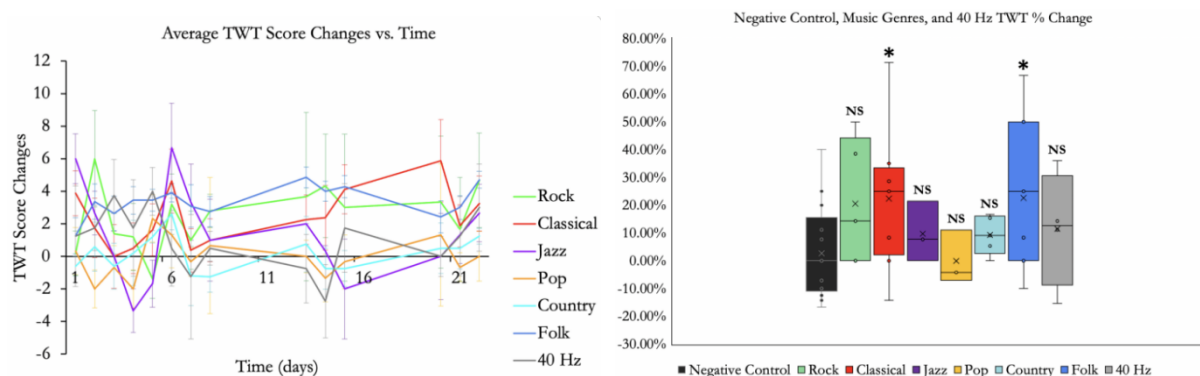 Average TWT Score Changes vs. Time
TWT Score Changes
12
10
8
6
4
2
0
-2
-4
-6
1
6
11
16
21
Time (days)
Rock
Classical
Jazz
Pop
Country
Folk
40 Hz
Negative Control, Music Genres, and 40 Hz TWT % Change
80.00%
70.00%
60.00%
50.00%
40.00%
30.00%
20.00%
10.00%
0.00%
-10.00%
-20.00%
-30.00%
NS
*
NS
NS
NS
*
NS
Negative Control Rock Classical Jazz Pop Country Folk 40 Hz